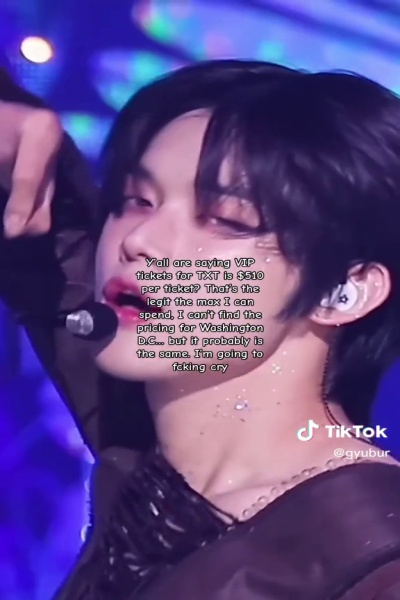 Y'all are saying VIP
tickets for TXT is $510
per ticket? That's the
legit the max I can
spend, I can't find the
pricing for Washington
D.C... but it probably is
the same. I'm going to
fcking cry
TikTok
@gyubur